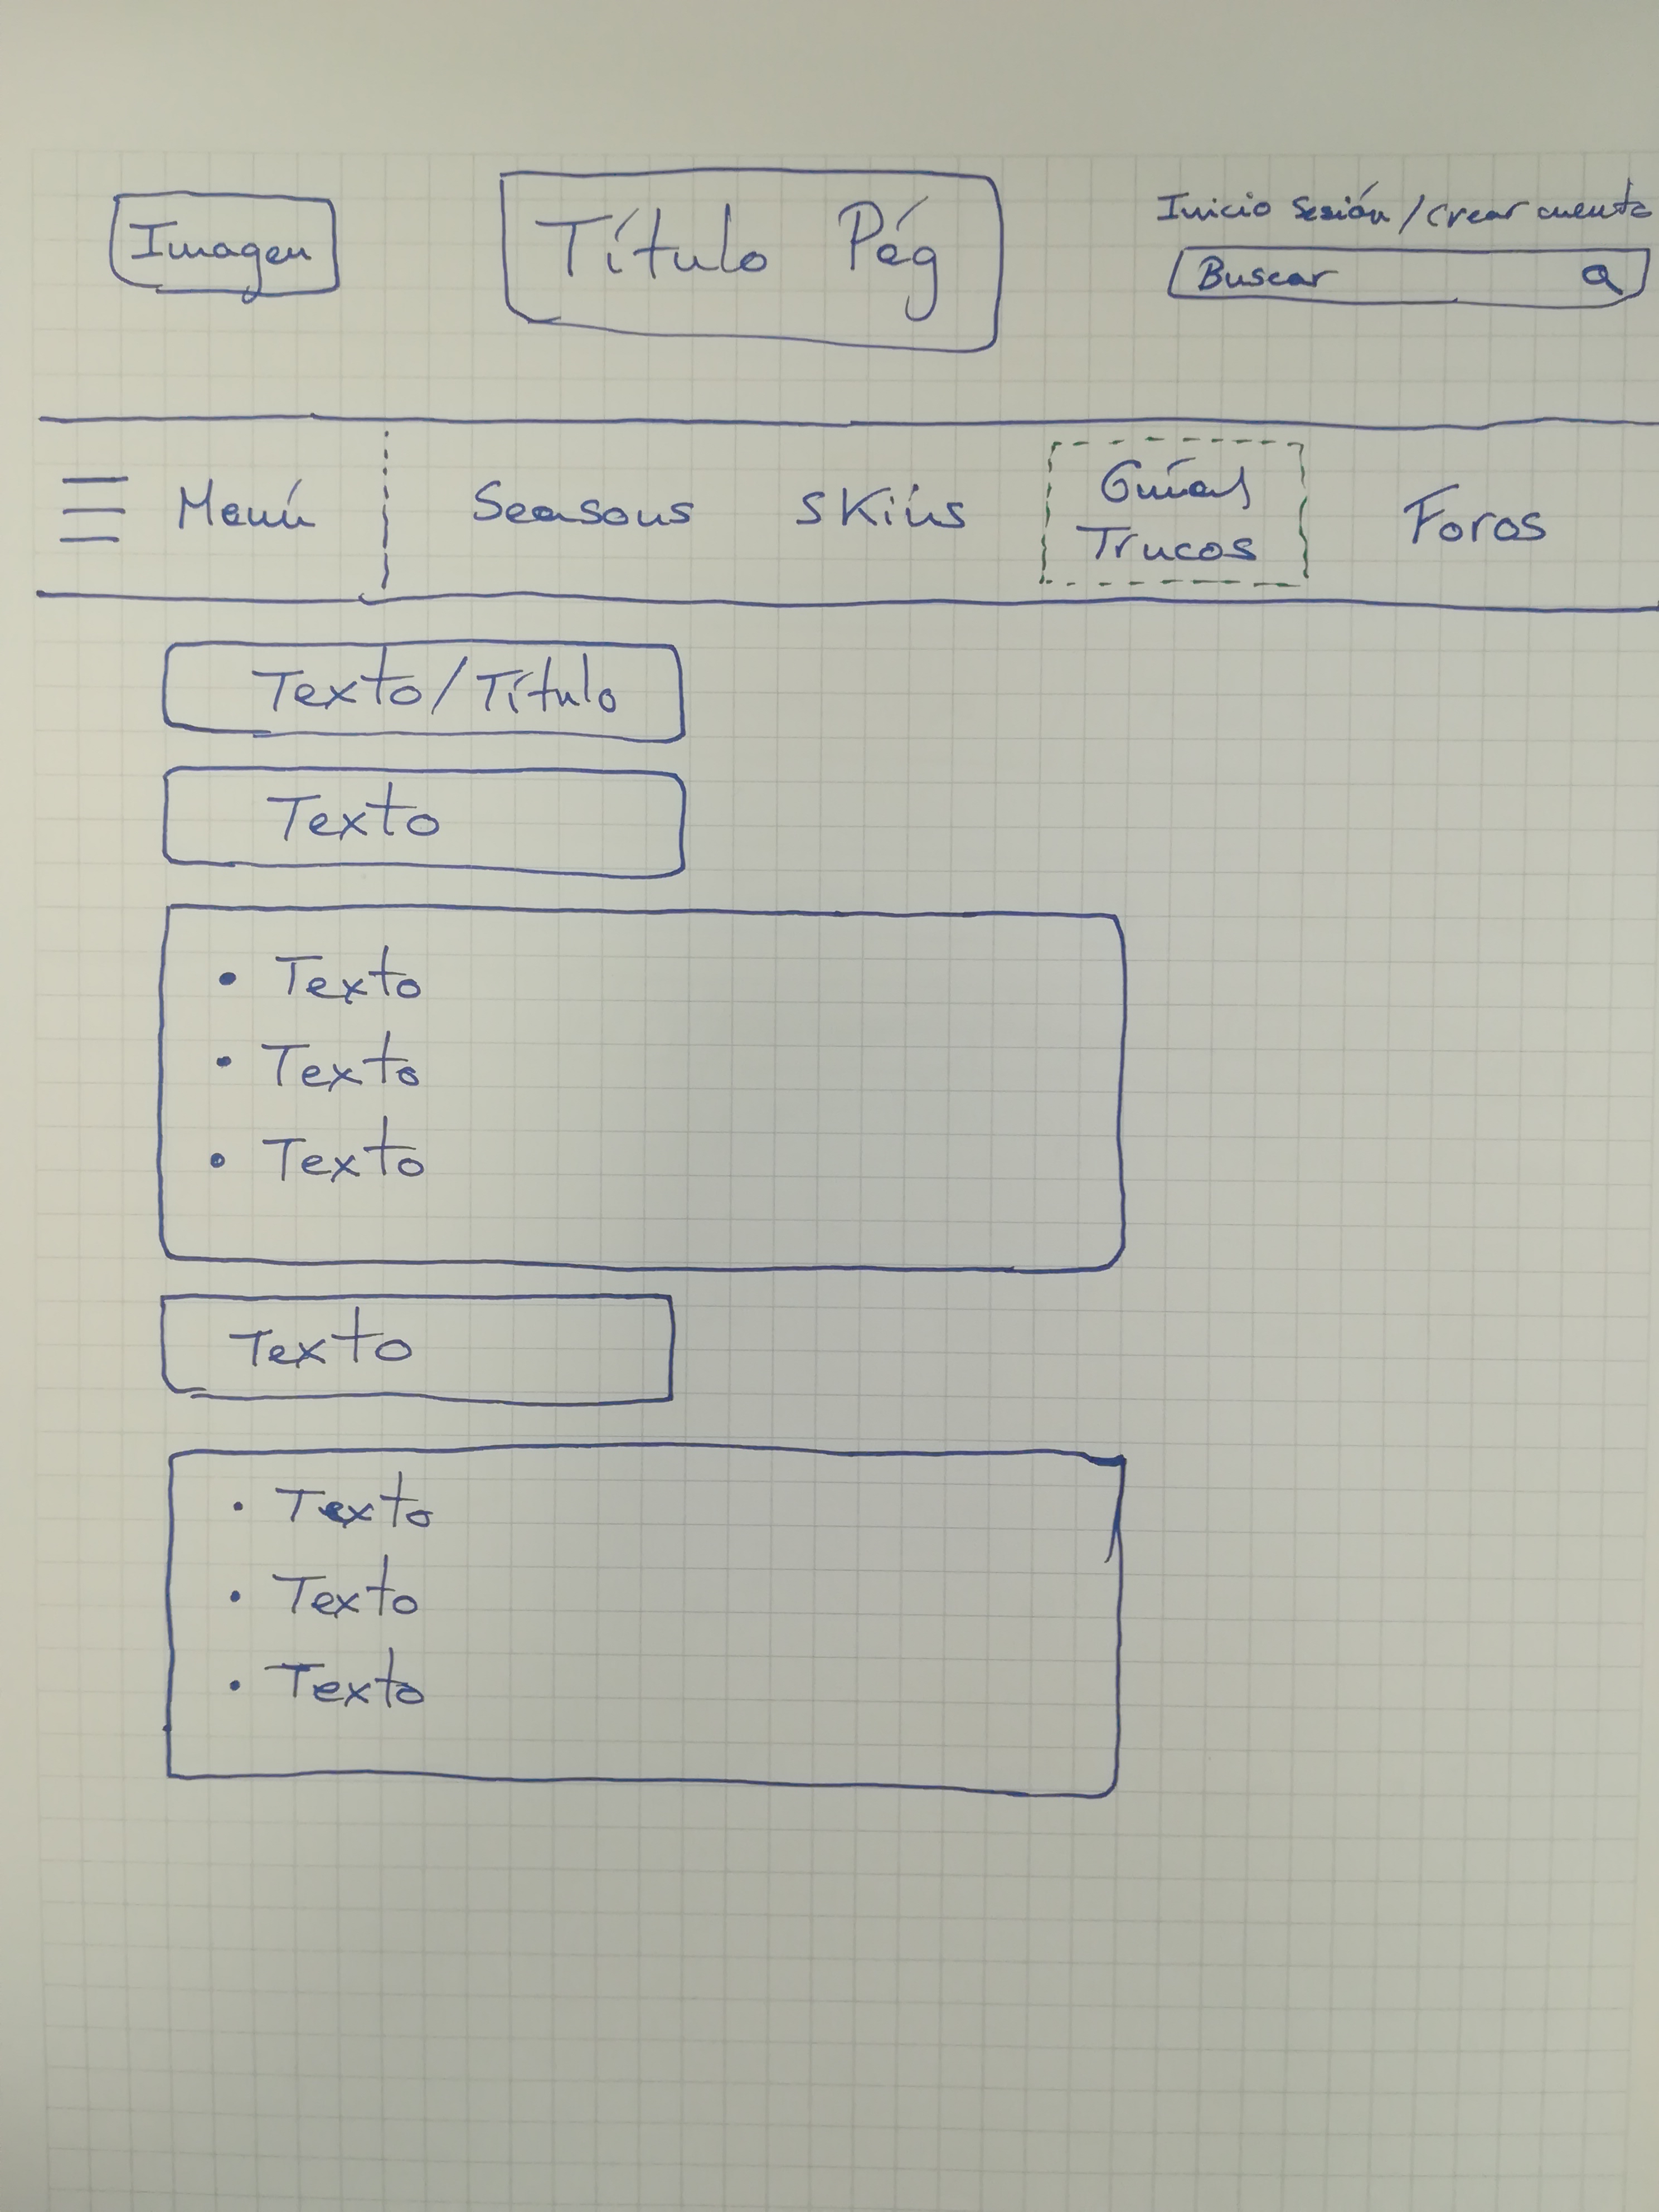 Imagen
Título Pág
Inicio Sesión / Crear cuenta
Buscar
Menú
Seasons
Skins
Guías
Trucos
Foros
Texto/Título
Texto
• Texto
• Texto
• Texto
Texto
• Texto
• Texto
• Texto